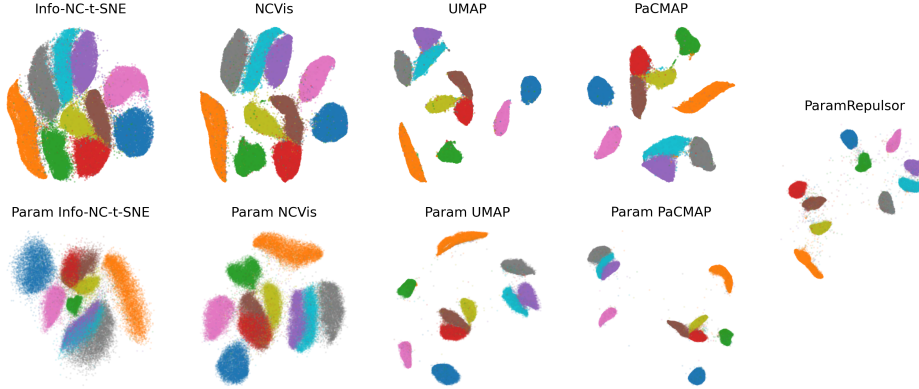 Info-NC-t-SNE
NCVis
UMAP
PaCMAP
ParamRepulsor
Param Info-NC-t-SNE
Param NCVis
Param UMAP
Param PaCMAP